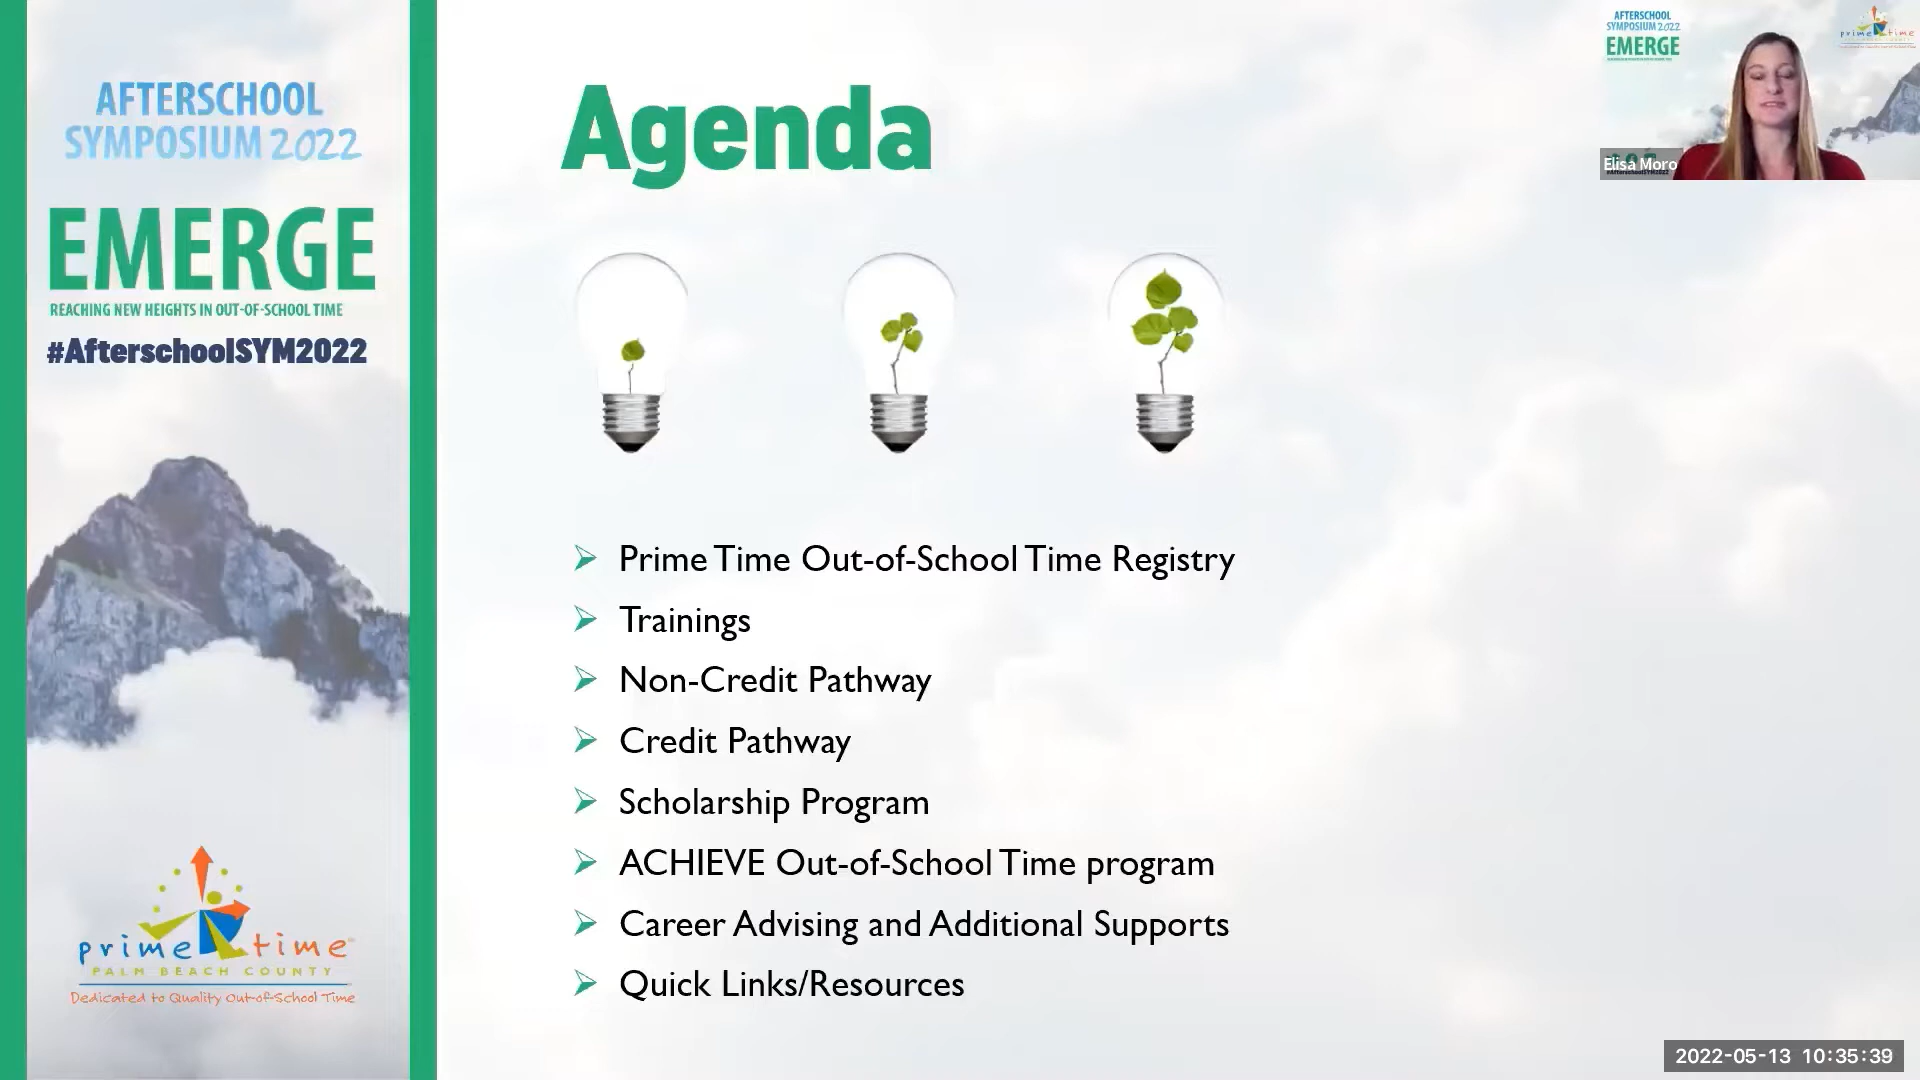 AFTERSCHOOL
SYMPOSIUM 2022
EMERGE
REACHING NEW HEIGHTS IN OUT-OF-SCHOOL TIME
#AfterschoolSYM2022
prime time
PALM BEACH COUNTY
Dedicated to Quality Out-of-School Time
Agenda
Prime Time Out-of-School Time Registry
Trainings
Non-Credit Pathway
Credit Pathway
Scholarship Program
ACHIEVE Out-of-School Time program
Career Advising and Additional Supports
Quick Links/Resources
AFTERSCHOOL
SYMPOSIUM 2022
EMERGE
prime time
Elisa Moro
2022-05-13 10:35:39